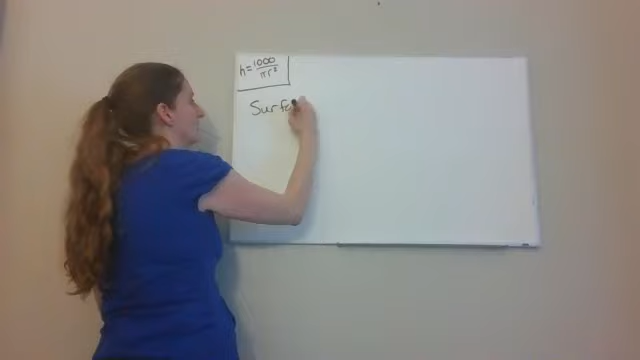 h = 1000/πr²
Surfa